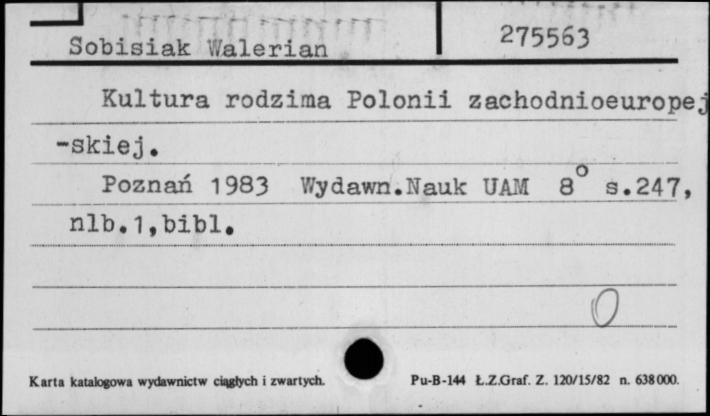 Sobisiak Walerian 275563
Kultura rodzima Polonii zachodnioeuropej
-skiej.
Poznań 1983 Wydawn.Nauk UAM 8° s.247,
nlb.1,bibl.
0
Karta katalogowa wydawnictw ciągłych i zwartych. Pu-B-144 Ł.Z.Graf. Z. 120/15/82 n. 638000.